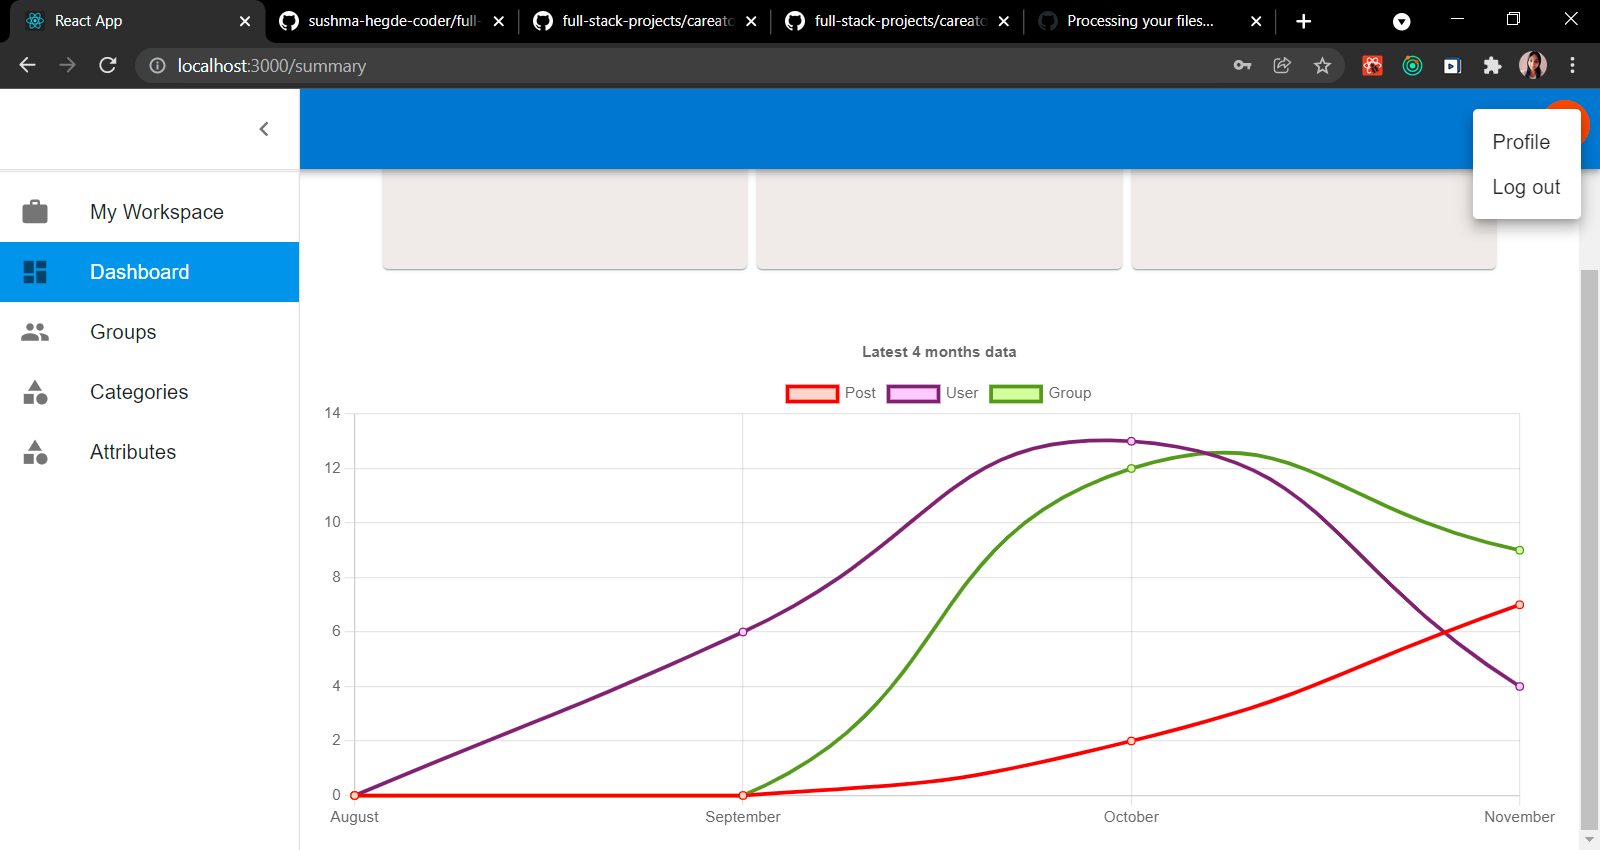 React App
sushma-hegde-coder/full-
full-stack-projects/careato
full-stack-projects/careato
Processing your files...
localhost:3000/summary
Profile
Log out
My Workspace
Dashboard
Groups
Categories
Attributes
Latest 4 months data
Post User Group
14
12
10
8
6
4
2
0
August September October November